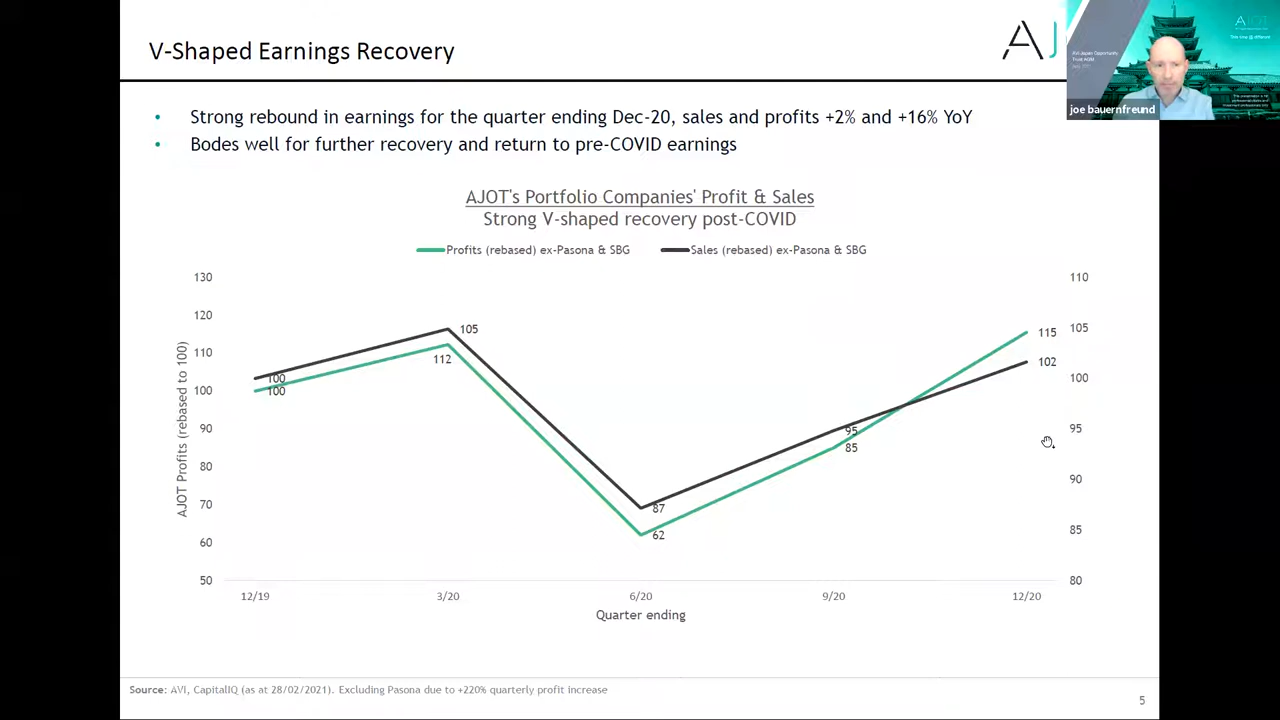 V-Shaped Earnings Recovery
AJ
AJOT
joe bauernfreund
• Strong rebound in earnings for the quarter ending Dec-20, sales and profits +2% and +16% YoY
• Bodes well for further recovery and return to pre-COVID earnings
AJOT's Portfolio Companies' Profit & Sales
Strong V-shaped recovery post-COVID
Profits (rebased) ex-Pasona & SBG
Sales (rebased) ex-Pasona & SBG
AJOT Profits (rebased to 100)
130
120
110
100
90
80
70
60
50
100
100
105
112
87
62
95
85
115
102
110
105
100
95
90
85
80
12/19 3/20 6/20 9/20 12/20
Quarter ending
Source: AVI, CapitalIQ (as at 28/02/2021). Excluding Pasona due to +220% quarterly profit increase
5